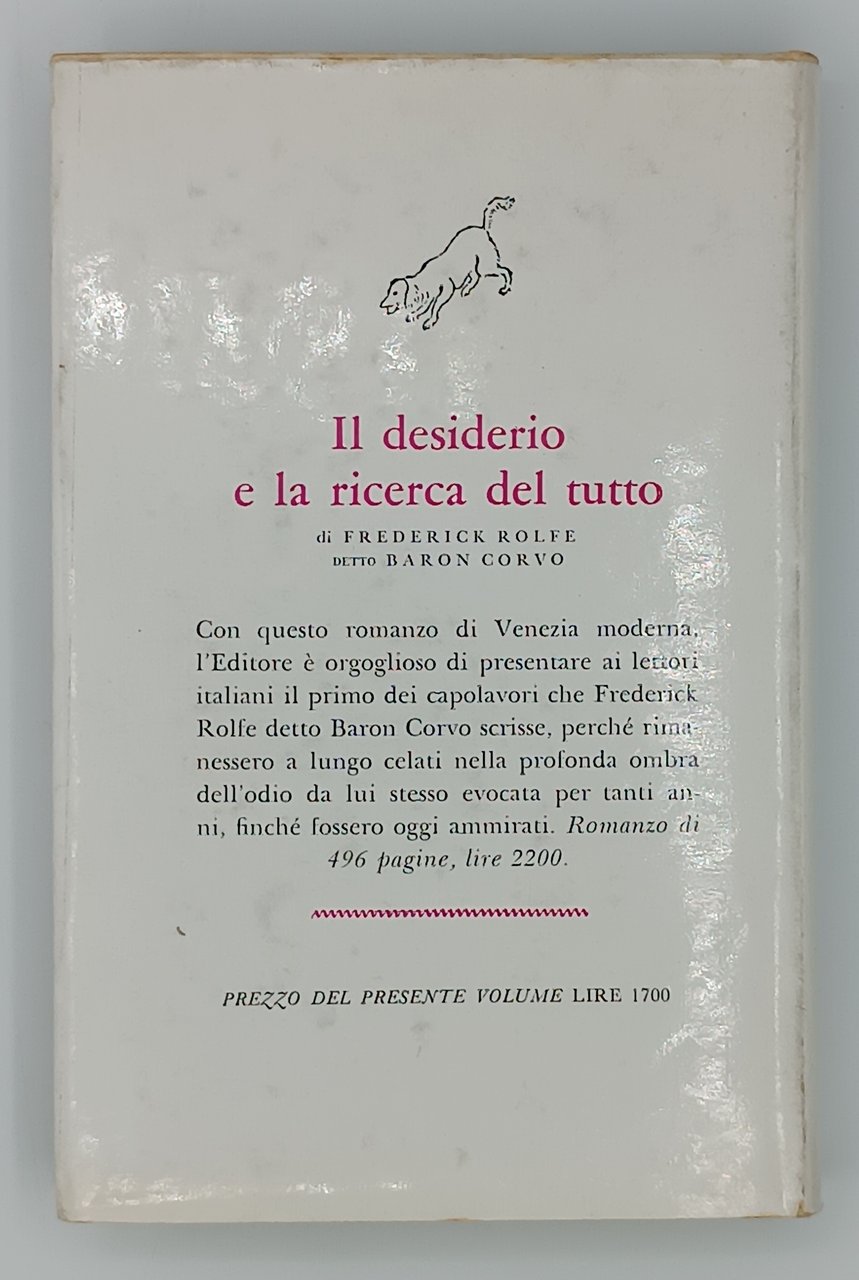 Il desiderio
e la ricerca del tutto
di FREDERICK ROLFE
DETTO BARON CORVO
Con questo romanzo di Venezia moderna,
l'Editore è orgoglioso di presentare ai lettori
italiani il primo dei capolavori che Frederick
Rolfe detto Baron Corvo scrisse, perché rima-
nessero a lungo celati nella profonda ombra
dell'odio da lui stesso evocata per tanti an-
ni, finché fossero oggi ammirati. Romanzo di
496 pagine, lire 2200.
PREZZO DEL PRESENTE VOLUME LIRE 1700